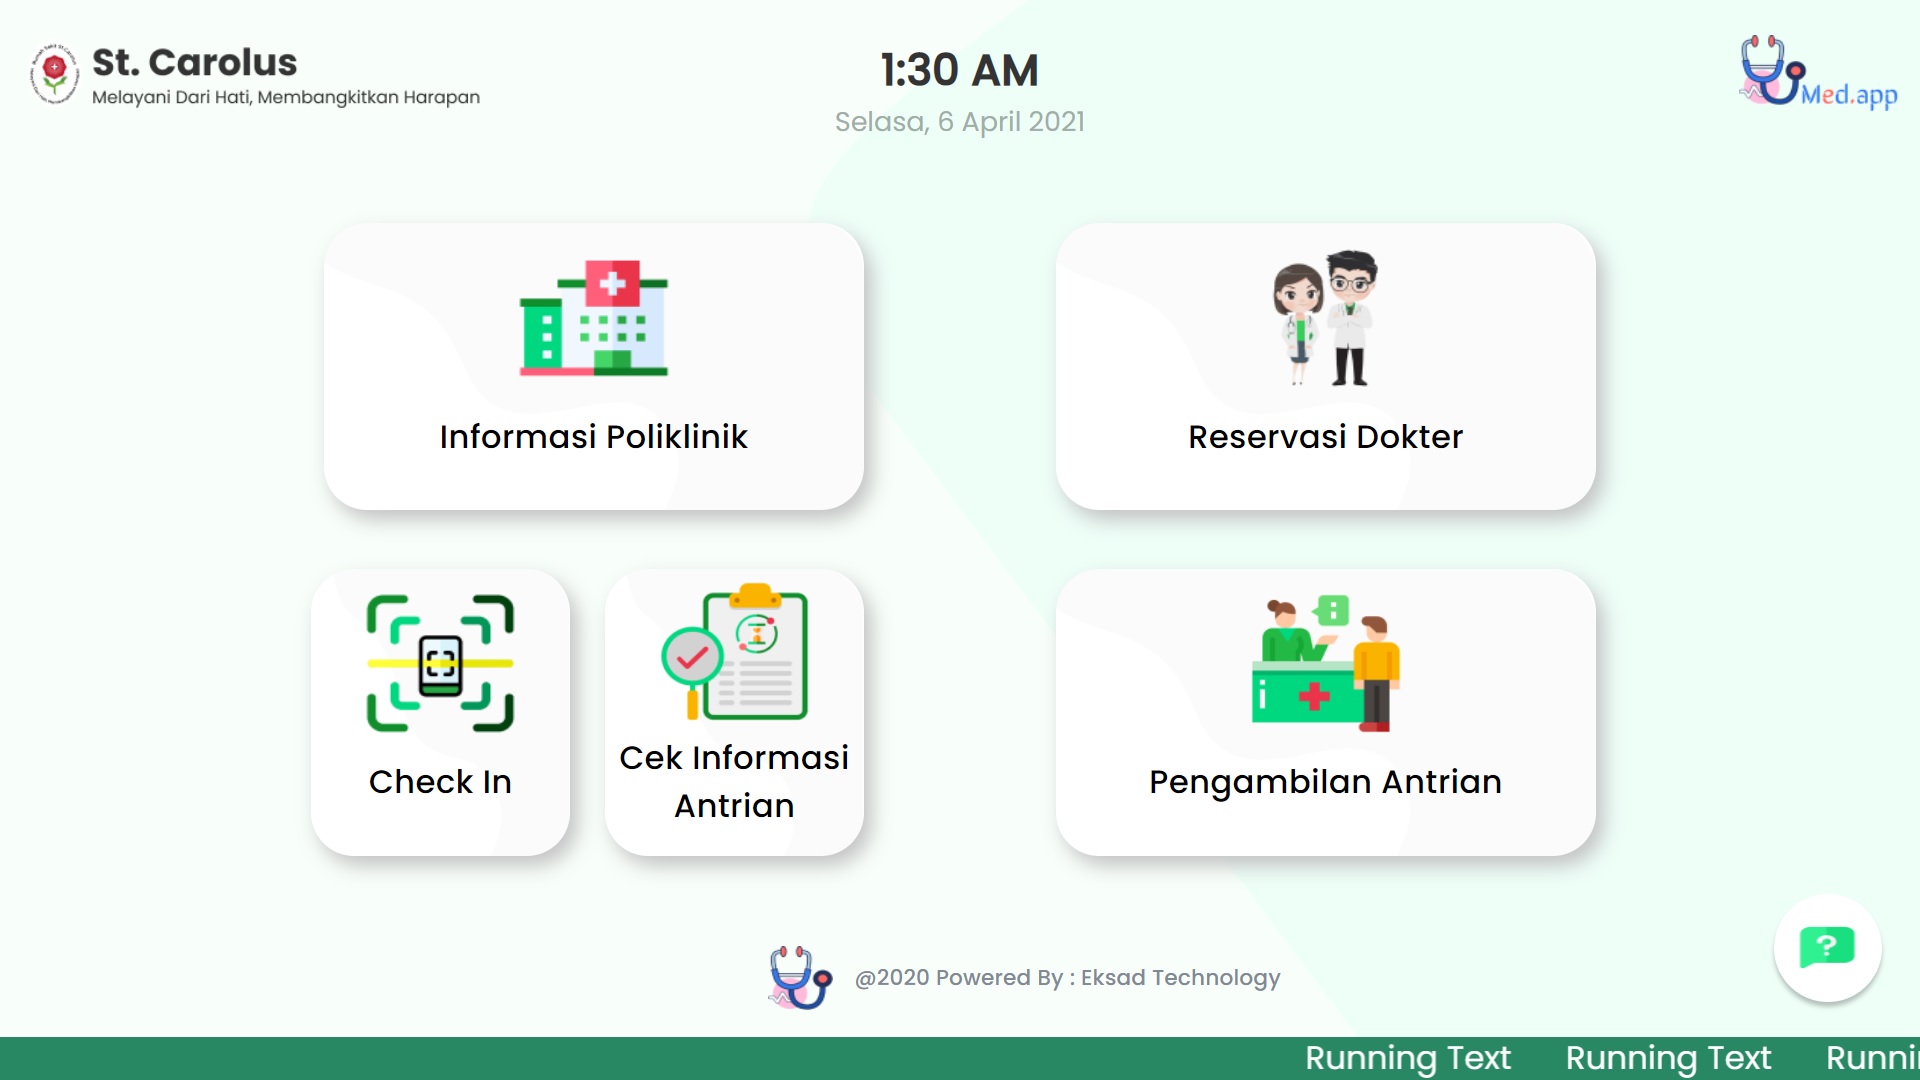 St. Carolus
Melayani Dari Hati, Membangkitkan Harapan
1:30 AM
Selasa, 6 April 2021
Med.app
Informasi Poliklinik
Reservasi Dokter
Check In
Cek Informasi
Antrian
Pengambilan Antrian
@2020 Powered By : Eksad Technology
Running Text Running Text Runni